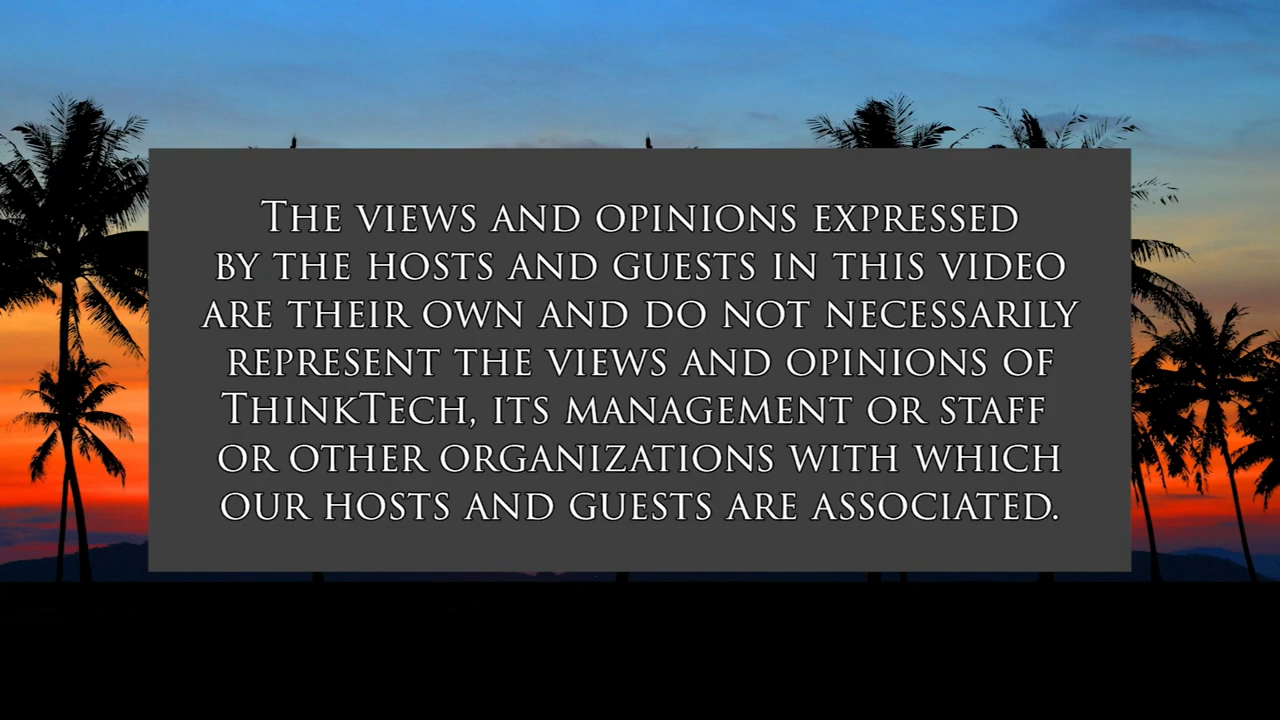 The views and opinions expressed
by the hosts and guests in this video
are their own and do not necessarily
represent the views and opinions of
ThinkTech, its management or staff
or other organizations with which
our hosts and guests are associated.